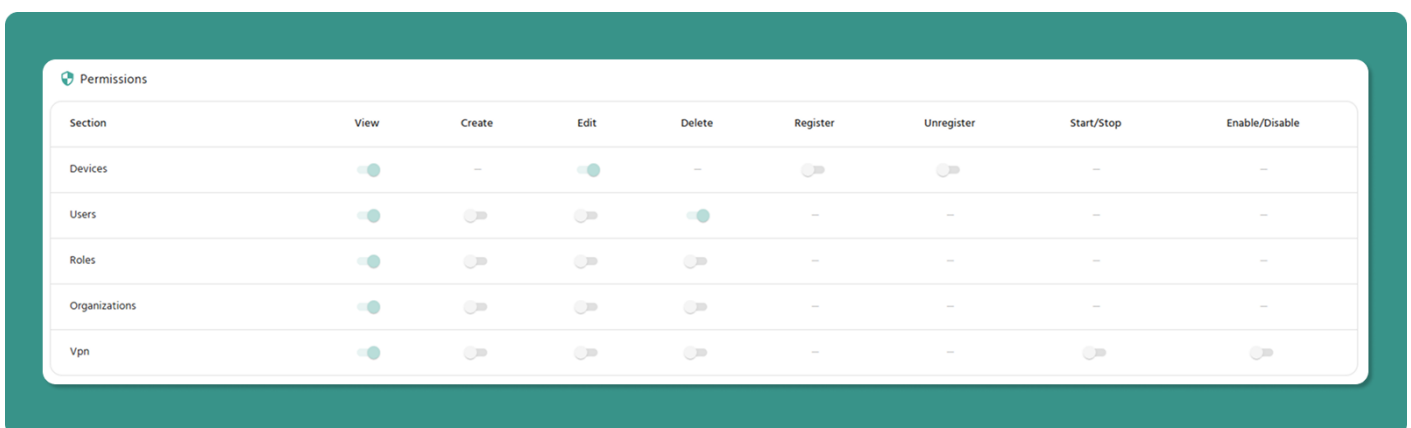 Permissions
Section View Create Edit Delete Register Unregister Start/Stop Enable/Disable
Devices – – – –
Users – – – –
Roles – – – –
Organizations – – – –
Vpn – –